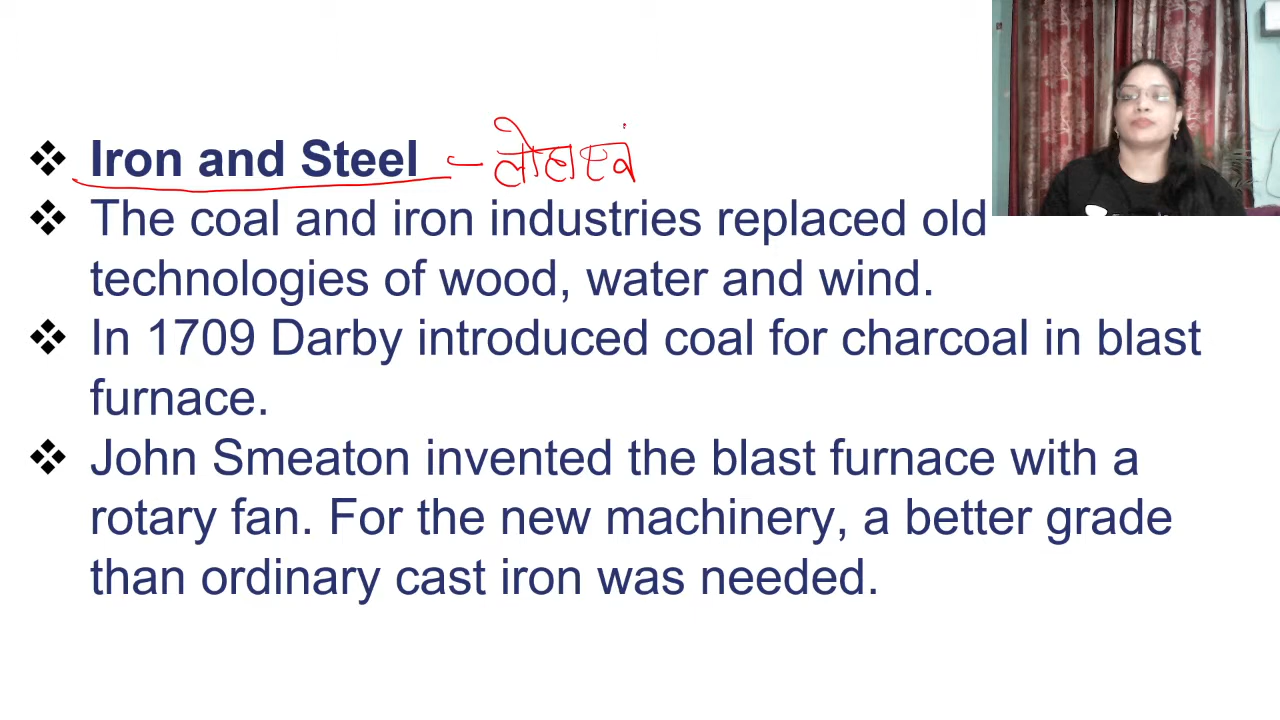 ❖ Iron and Steel - लोहा एवं
❖ The coal and iron industries replaced old
technologies of wood, water and wind.
❖ In 1709 Darby introduced coal for charcoal in blast
furnace.
❖ John Smeaton invented the blast furnace with a
rotary fan. For the new machinery, a better grade
than ordinary cast iron was needed.